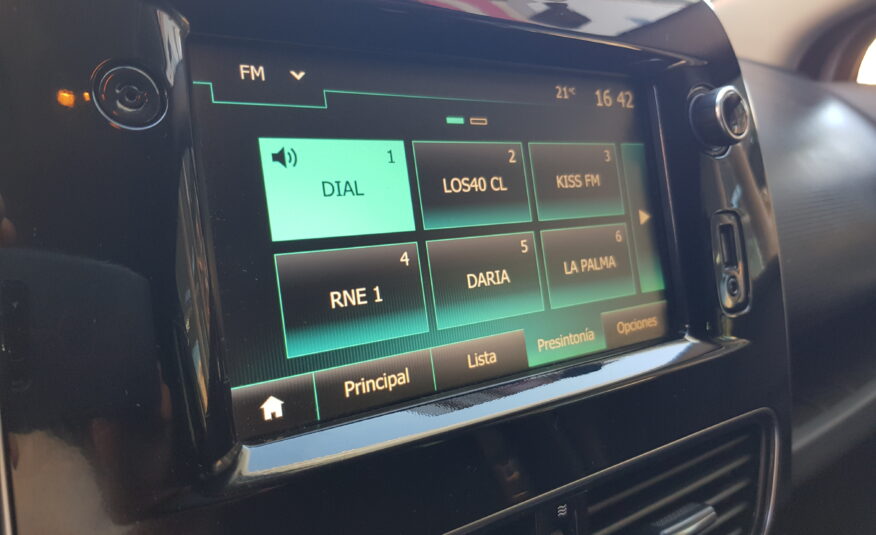 FM
21°C
16 42
1
DIAL
2
LOS40 CL
3
KISS FM
4
RNE 1
5
DARIA
6
LA PALMA
Principal
Lista
Presintonía
Opciones